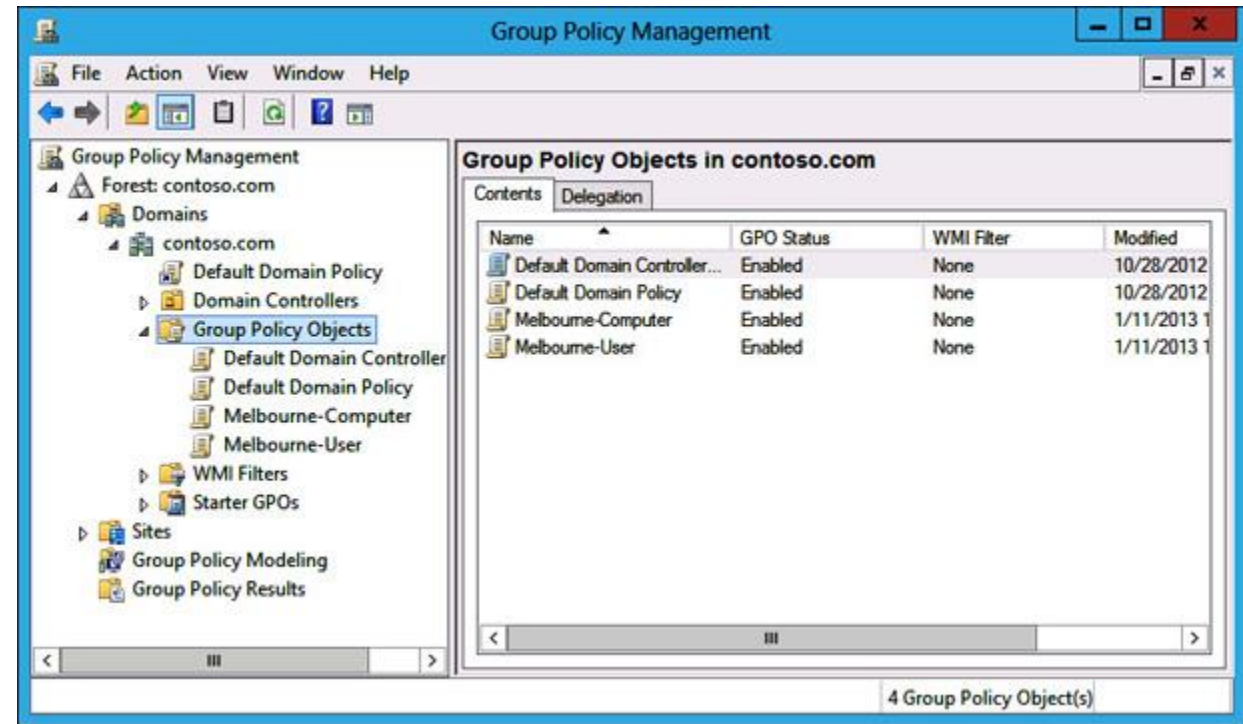 Group Policy Management
File Action View Window Help
Group Policy Management
Forest: contoso.com
Domains
contoso.com
Default Domain Policy
Domain Controllers
Group Policy Objects
Default Domain Controller
Default Domain Policy
Melbourne-Computer
Melbourne-User
WMI Filters
Starter GPOs
Sites
Group Policy Modeling
Group Policy Results
Group Policy Objects in contoso.com
Contents Delegation
Name GPO Status WMI Filter Modified
Default Domain Controller... Enabled None 10/28/2012
Default Domain Policy Enabled None 10/28/2012
Melbourne-Computer Enabled None 1/11/2013 1
Melbourne-User Enabled None 1/11/2013 1
4 Group Policy Object(s)